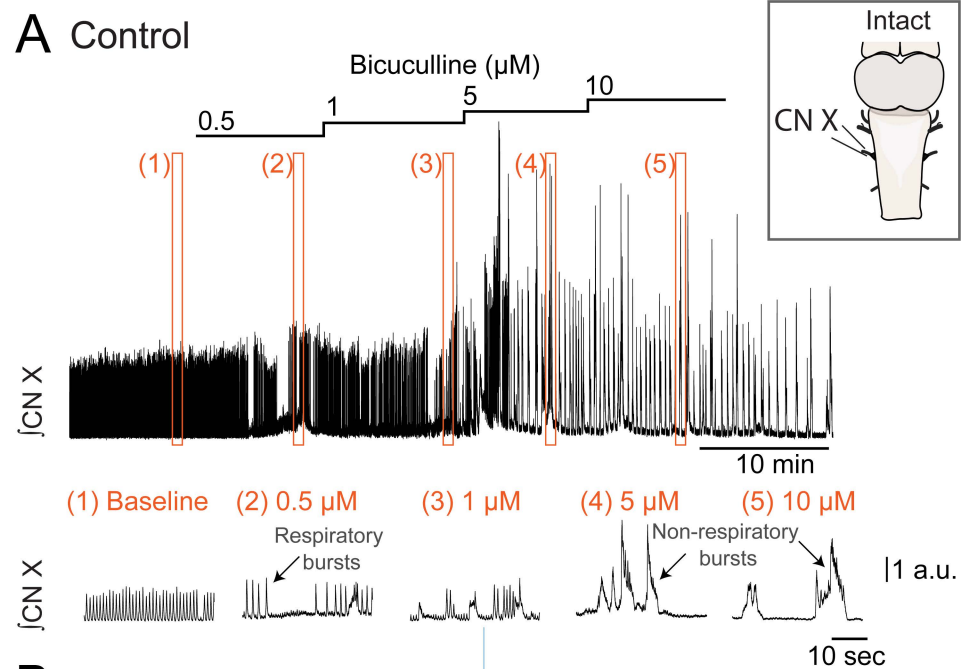 A Control
Intact
Bicuculline (µM)
0.5
1
5
10
CN X
(1)
(2)
(3)
(4)
(5)
∫CN X
10 min
(1) Baseline
(2) 0.5 µM
(3) 1 µM
(4) 5 µM
(5) 10 µM
Respiratory
bursts
Non-respiratory
bursts
∫CN X
1 a.u.
10 sec